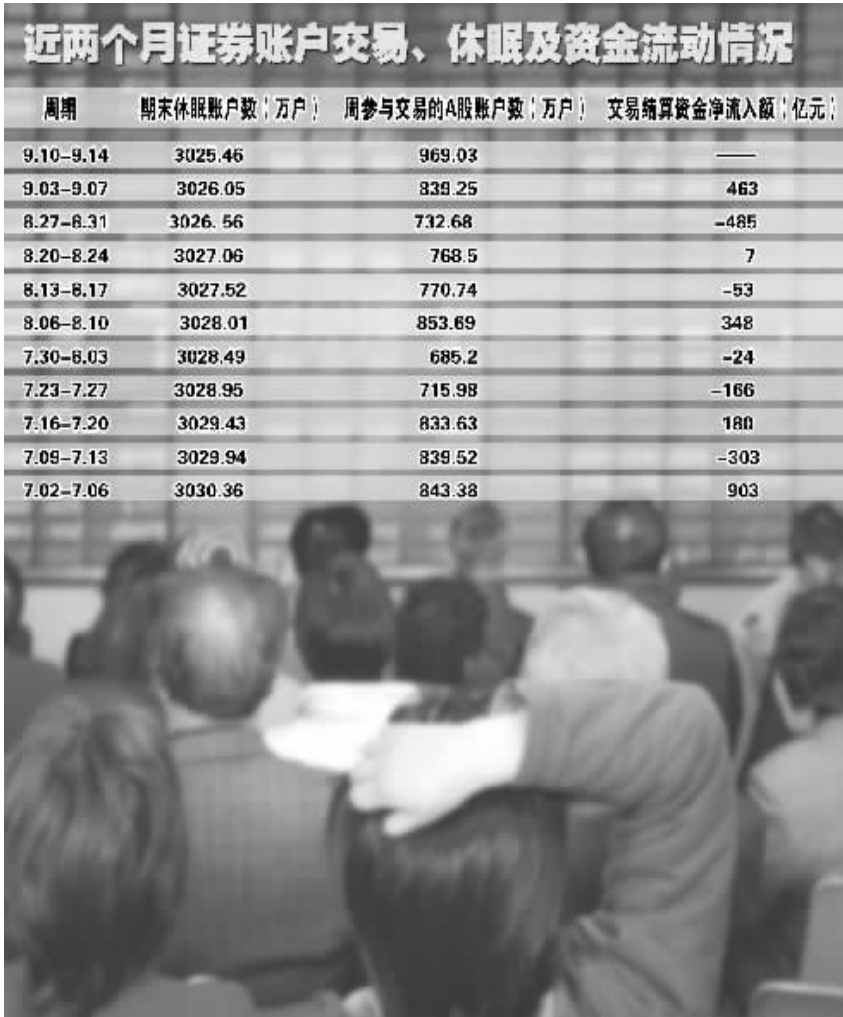 近两个月证券账户交易、休眠及资金流动情况
周期 期末休眠账户数（万户） 周参与交易的A股账户数（万户） 交易结算资金净流入额（亿元）
9.10-9.14 3025.46 969.03 ——
9.03-9.07 3026.05 839.25 463
8.27-8.31 3026.56 732.68 -485
8.20-8.24 3027.06 768.5 7
8.13-8.17 3027.52 770.74 -53
8.06-8.10 3028.01 853.69 348
7.30-8.03 3028.49 685.2 -24
7.23-7.27 3028.95 715.98 -166
7.16-7.20 3029.43 833.63 180
7.09-7.13 3029.94 839.52 -303
7.02-7.06 3030.36 843.38 903